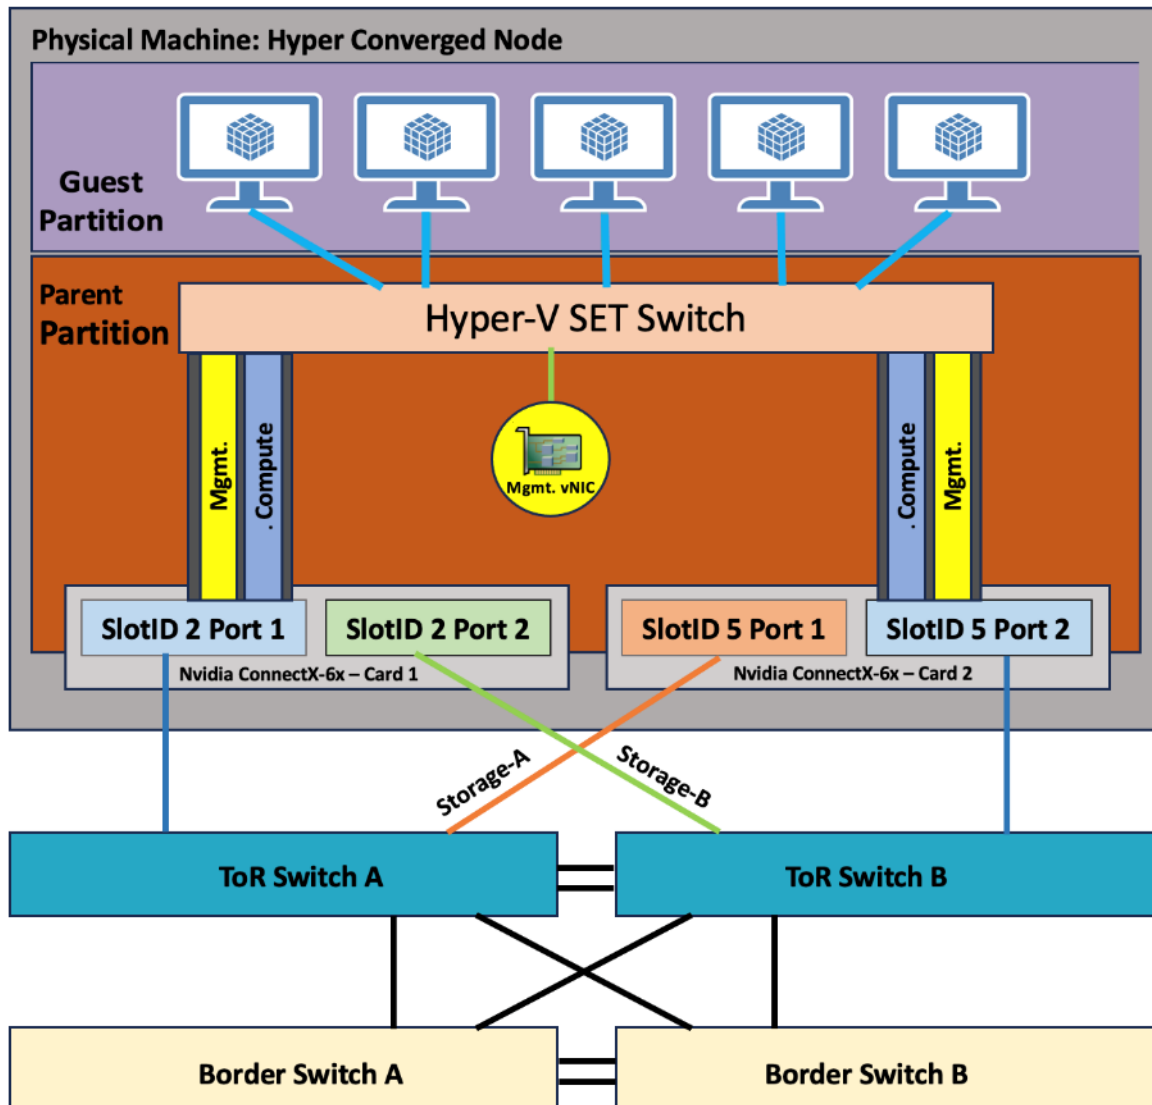 Physical Machine: Hyper Converged Node
Guest
Partition
Parent
Partition
Hyper-V SET Switch
Mgmt.
. Compute
Mgmt. vNIC
. Compute
Mgmt.
SlotID 2 Port 1
SlotID 2 Port 2
SlotID 5 Port 1
SlotID 5 Port 2
Nvidia ConnectX-6x – Card 1
Nvidia ConnectX-6x – Card 2
Storage-A
Storage-B
ToR Switch A
ToR Switch B
Border Switch A
Border Switch B